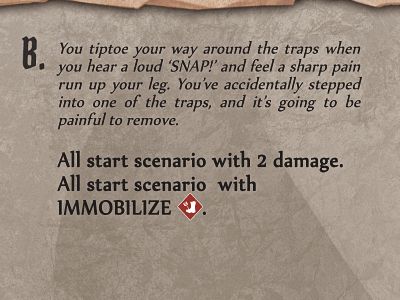 B. You tiptoe your way around the traps when
you hear a loud ‘SNAP!’ and feel a sharp pain
run up your leg. You’ve accidentally stepped
into one of the traps, and it’s going to be
painful to remove.
All start scenario with 2 damage.
All start scenario with
IMMOBILIZE .